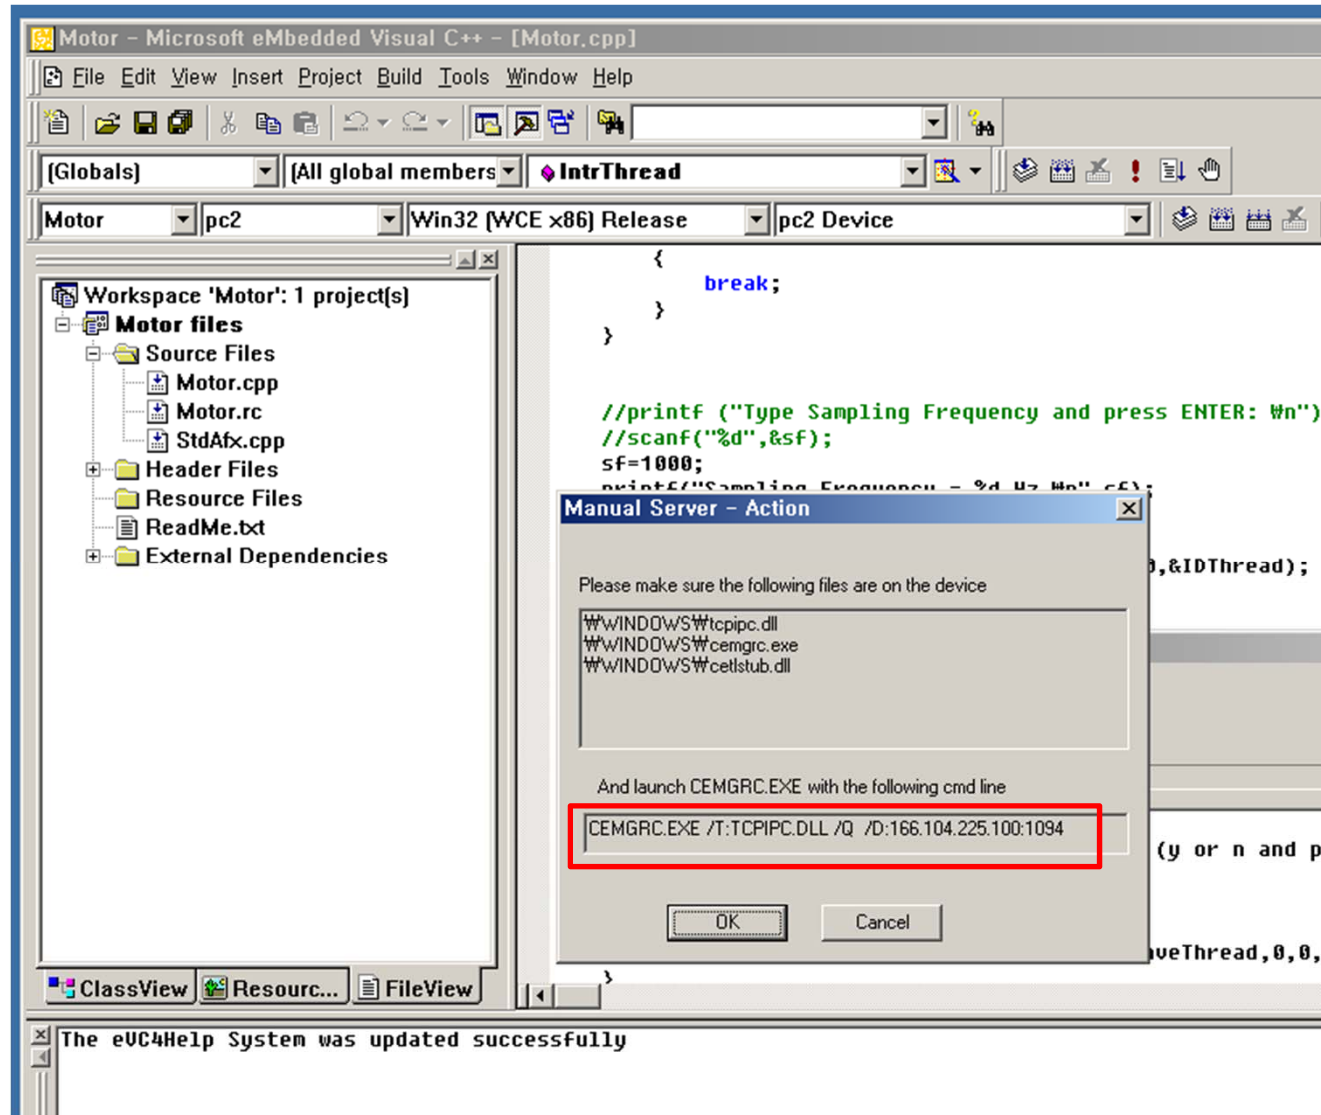 Motor - Microsoft eMbedded Visual C++ - [Motor.cpp]
File Edit View Insert Project Build Tools Window Help
(Globals) (All global members IntrThread
Motor pc2 Win32 (WCE x86) Release pc2 Device
Workspace 'Motor': 1 project(s)
Motor files
Source Files
Motor.cpp
Motor.rc
StdAfx.cpp
Header Files
Resource Files
ReadMe.txt
External Dependencies
ClassView Resourc... FileView
{
break;
}
}
//printf ("Type Sampling Frequency and press ENTER: ₩n")
//scanf("%d",&sf);
sf=1000;
printf("Sampling Frequency = %d Hz ₩n",sf);
,&IDThread);
Manual Server - Action
Please make sure the following files are on the device
₩WINDOWS₩tcpipc.dll
₩WINDOWS₩cemgrc.exe
₩WINDOWS₩cetlstub.dll
And launch CEMGRC.EXE with the following cmd line
CEMGRC.EXE /T:TCPIPC.DLL /Q /D:166.104.225.100:1094
OK Cancel
(y or n and p
veThread,0,0,
}
The eVC4Help System was updated successfully